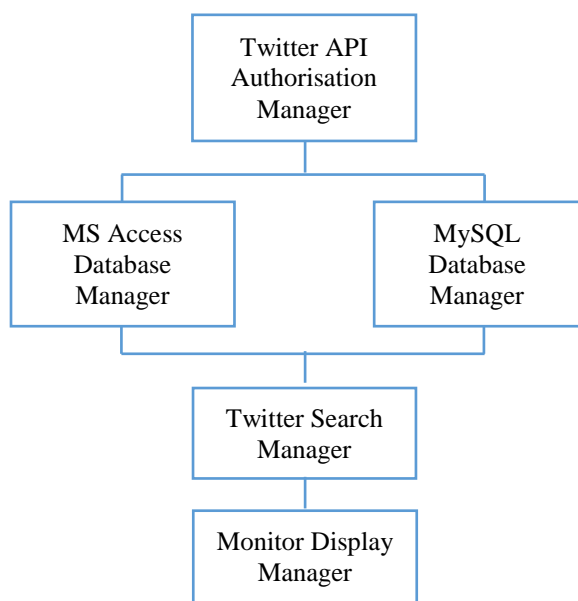 Twitter API
Authorisation
Manager
MS Access
Database
Manager
MySQL
Database
Manager
Twitter Search
Manager
Monitor Display
Manager